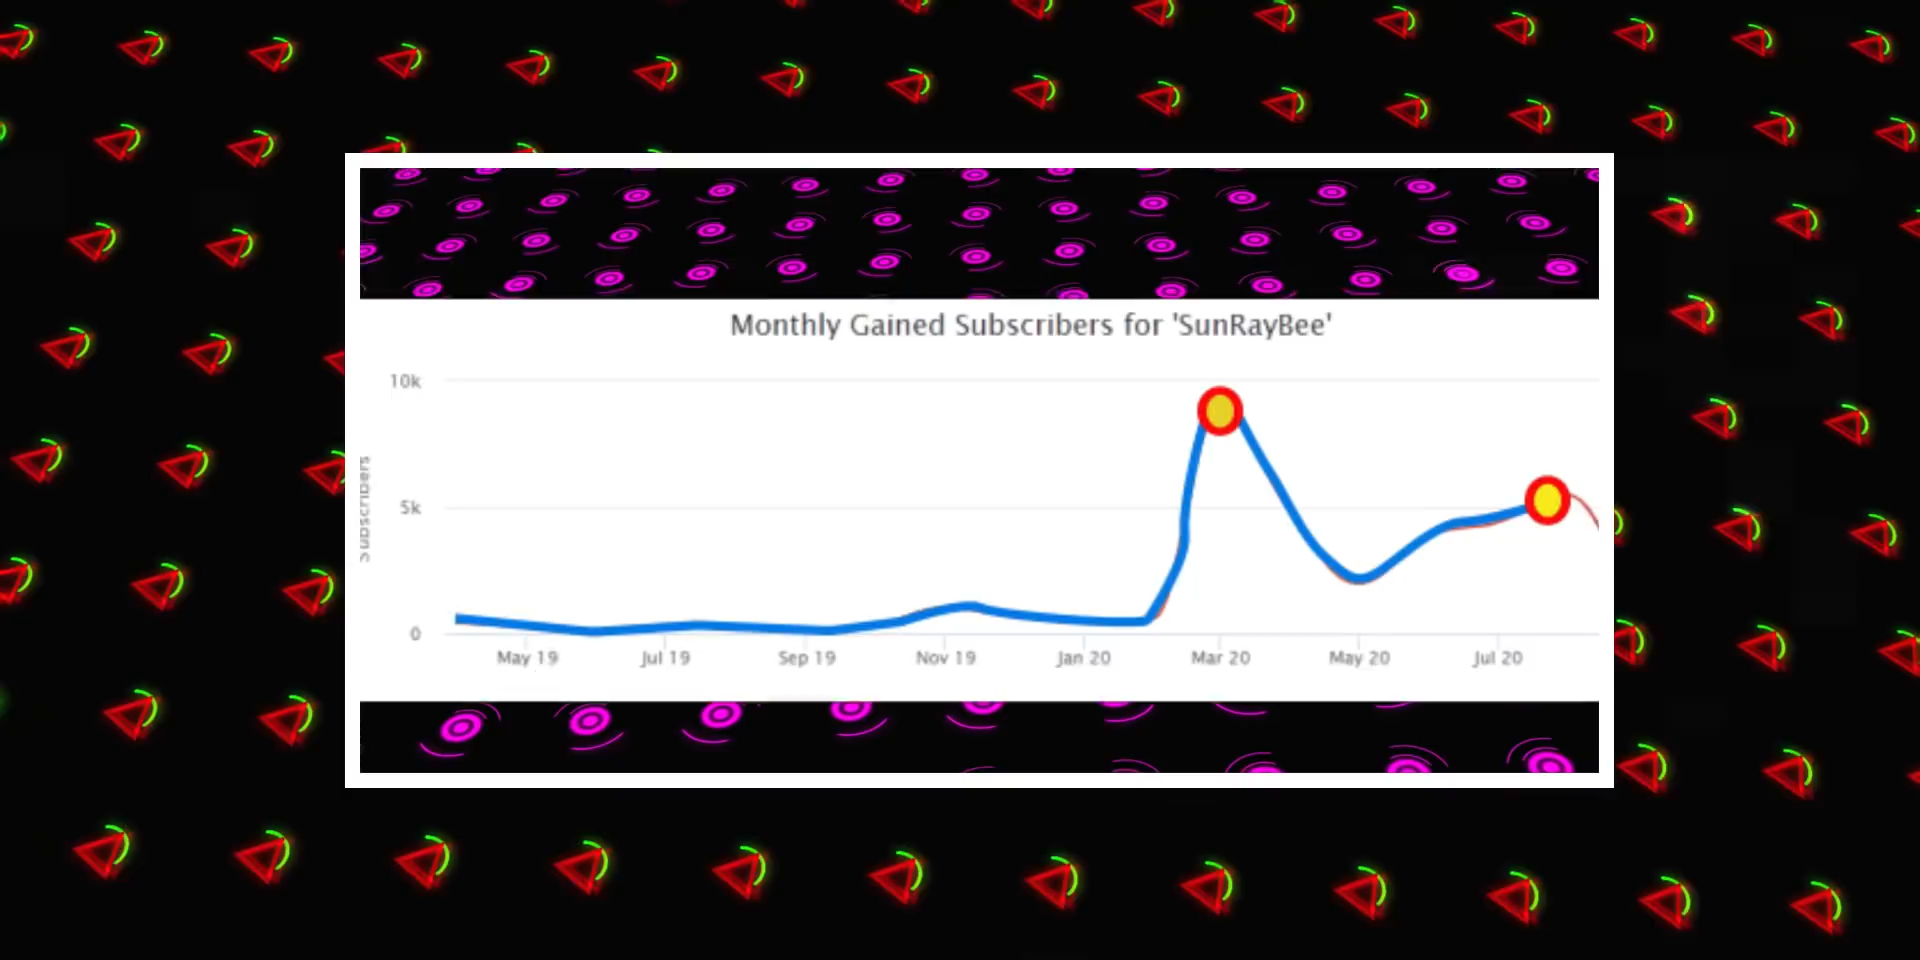 Monthly Gained Subscribers for 'SunRayBee'
10k
Subscribers
5k
0
May 19
Jul 19
Sep 19
Nov 19
Jan 20
Mar 20
May 20
Jul 20